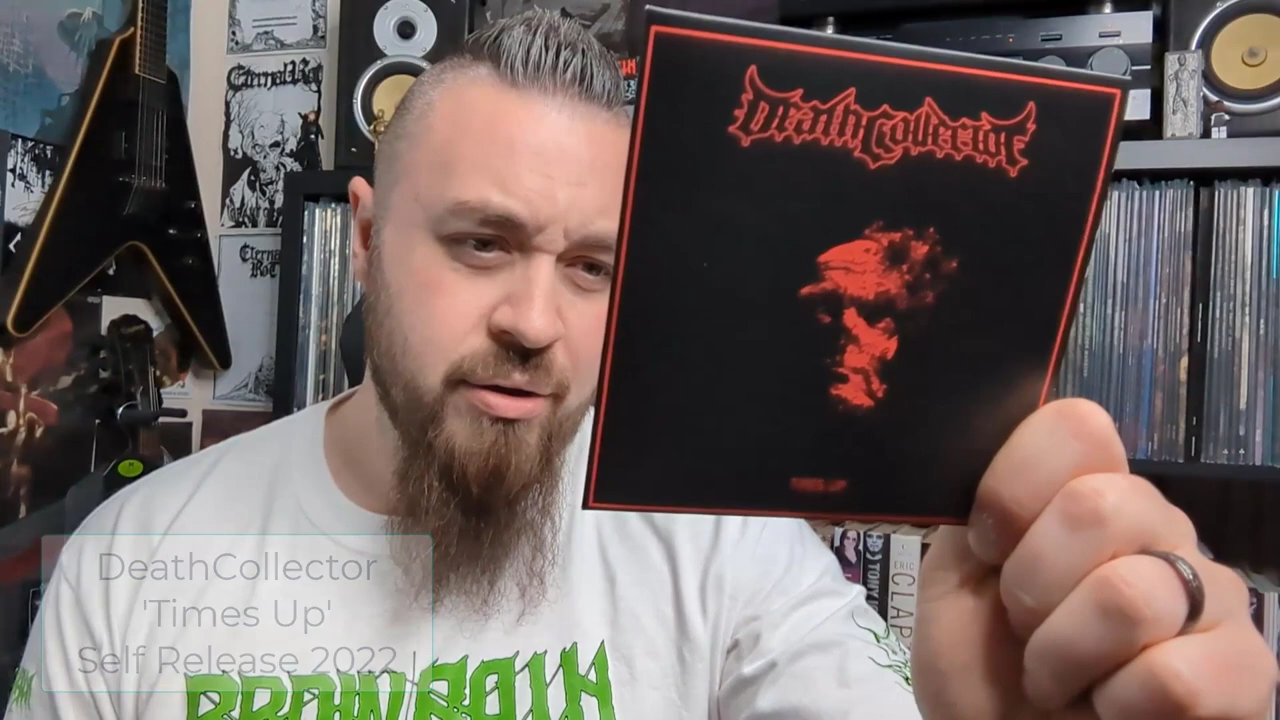 Eternal Rot
Eternal
Rot
DeathCollector
TIMES UP
ERIC
CLAP
TONY
DeathCollector
'Times Up'
Self Release 2022